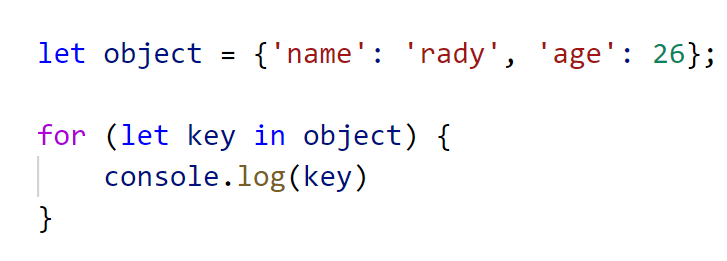 let object = {'name': 'rady', 'age': 26};
for (let key in object) {
    console.log(key)
}